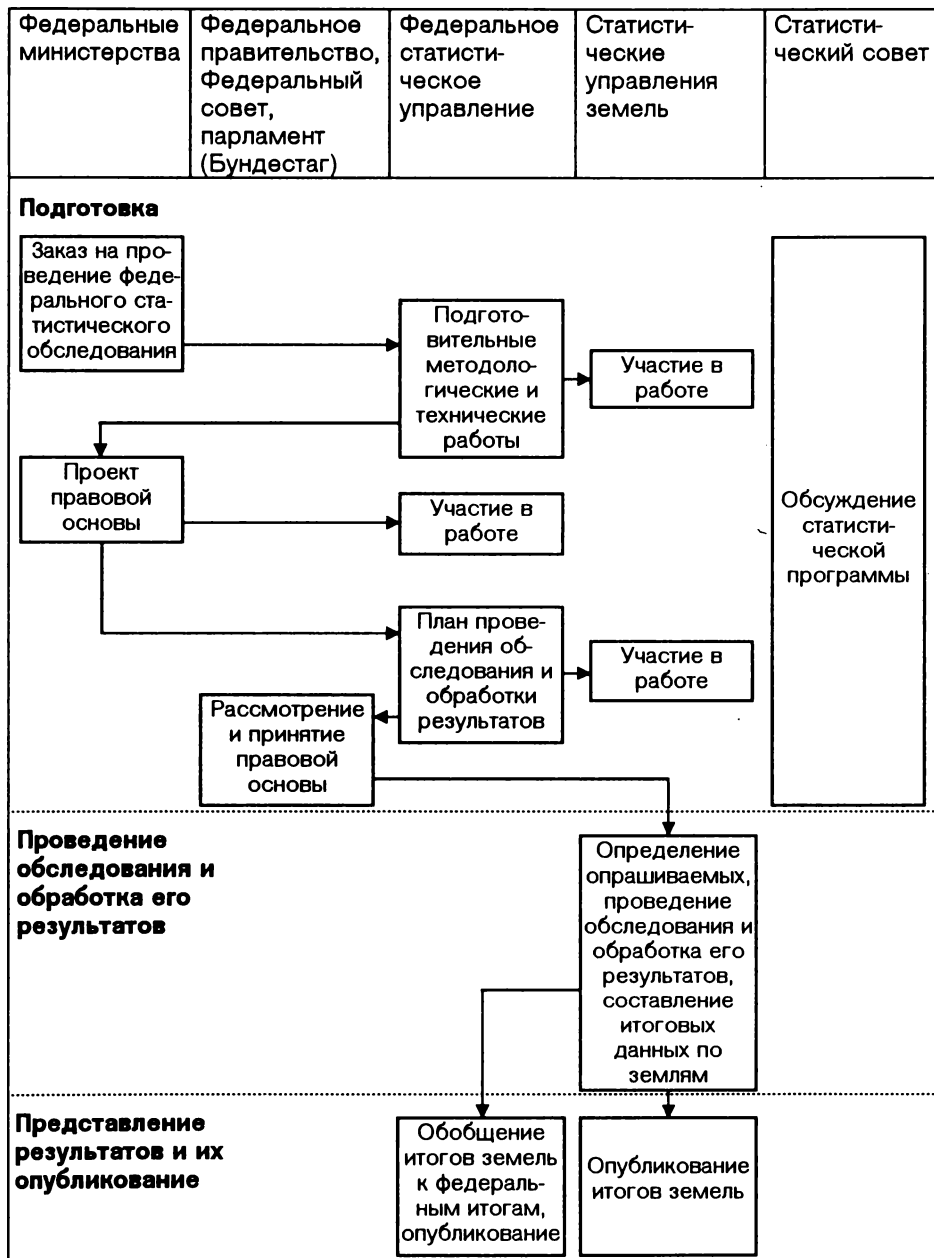 Федеральные
министерства
Федеральное
правительство,
Федеральный
совет,
парламент
(Бундестаг)
Федеральное
статисти-
ческое
управление
Статисти-
ческие
управления
земель
Статисти-
ческий совет
Подготовка
Заказ на про-
ведение феде-
рального ста-
тистического
обследования
Подгото-
вительные
методоло-
гические и
технические
работы
Участие в
работе
Проект
правовой
основы
Участие в
работе
Обсуждение
статисти-
ческой
программы
План прове-
дения об-
следования и
обработки
результатов
Участие в
работе
Рассмотрение
и принятие
правовой
основы
Проведение
обследования и
обработка его
результатов
Определение
опрашиваемых,
проведение
обследования и
обработка его
результатов,
составление
итоговых
данных по
землям
Представление
результатов и их
опубликование
Обобщение
итогов земель
к федераль-
ным итогам,
опубликование
Опубликование
итогов земель